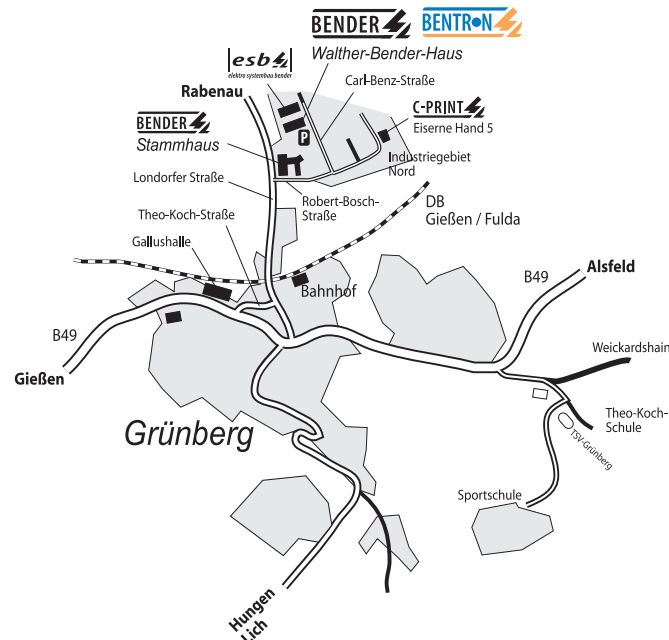 BENDER BENTRON
Walther-Bender-Haus
esb
elektro systembau bender
Carl-Benz-Straße
Rabenau
C-PRINT
Eiserne Hand 5
BENDER
Stammhaus
P
Industriegebiet
Nord
Londorfer Straße
Robert-Bosch-
Straße
DB
Gießen / Fulda
Theo-Koch-Straße
Gallushalle
Bahnhof
B49
Alsfeld
B49
Gießen
Weickardshain
Grünberg
Theo-Koch-
Schule
TSV-Grünberg
Sportschule
Hungen
Lich